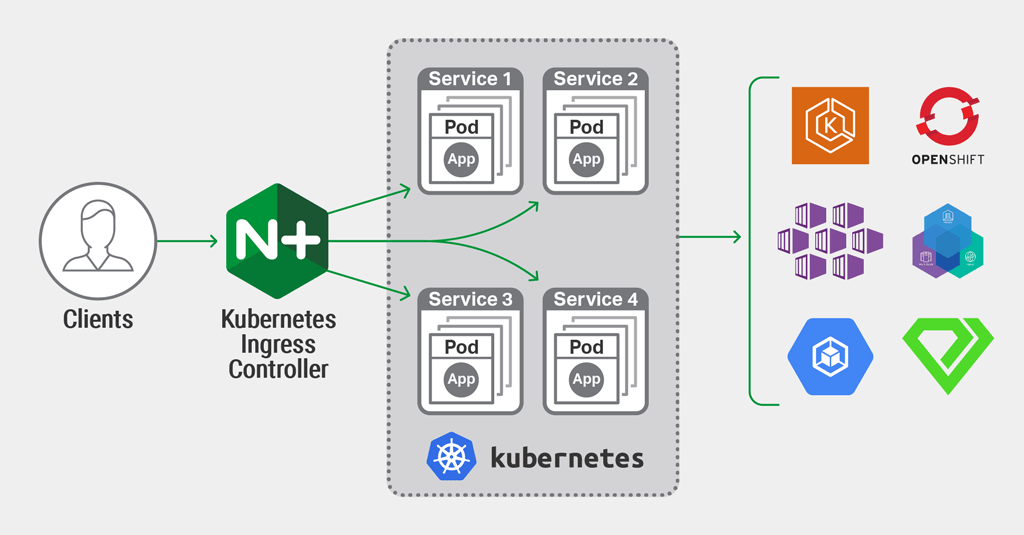 Clients
N+
Kubernetes
Ingress
Controller
Service 1
Pod
App
Service 2
Pod
App
Service 3
Pod
App
Service 4
Pod
App
kubernetes
K
OPENSHIFT